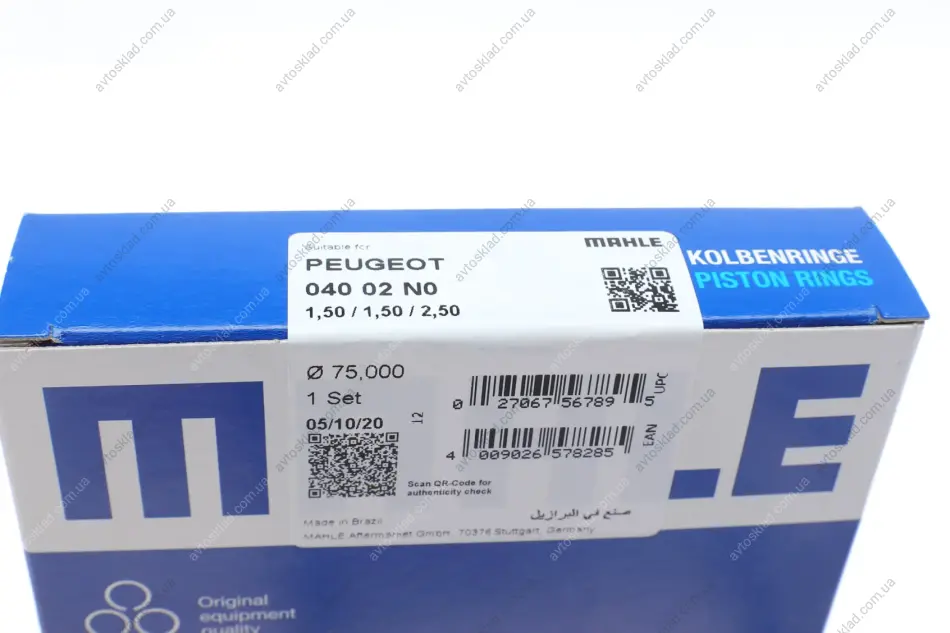 Suitable for
MAHLE
PEUGEOT
040 02 N0
1,50 / 1,50 / 2,50
KOLBENRINGE
PISTON RINGS
Ø 75,000
1 Set
05/10/20
12
0 27067 56789 5
UPC
4 009026 578285
EAN
Scan QR-Code for
authenticity check
صنع في البرازيل
Made in Brazil
MAHLE Aftermarket GmbH, 70376 Stuttgart, Germany
Original
equipment
quality
avtosklad.com.ua